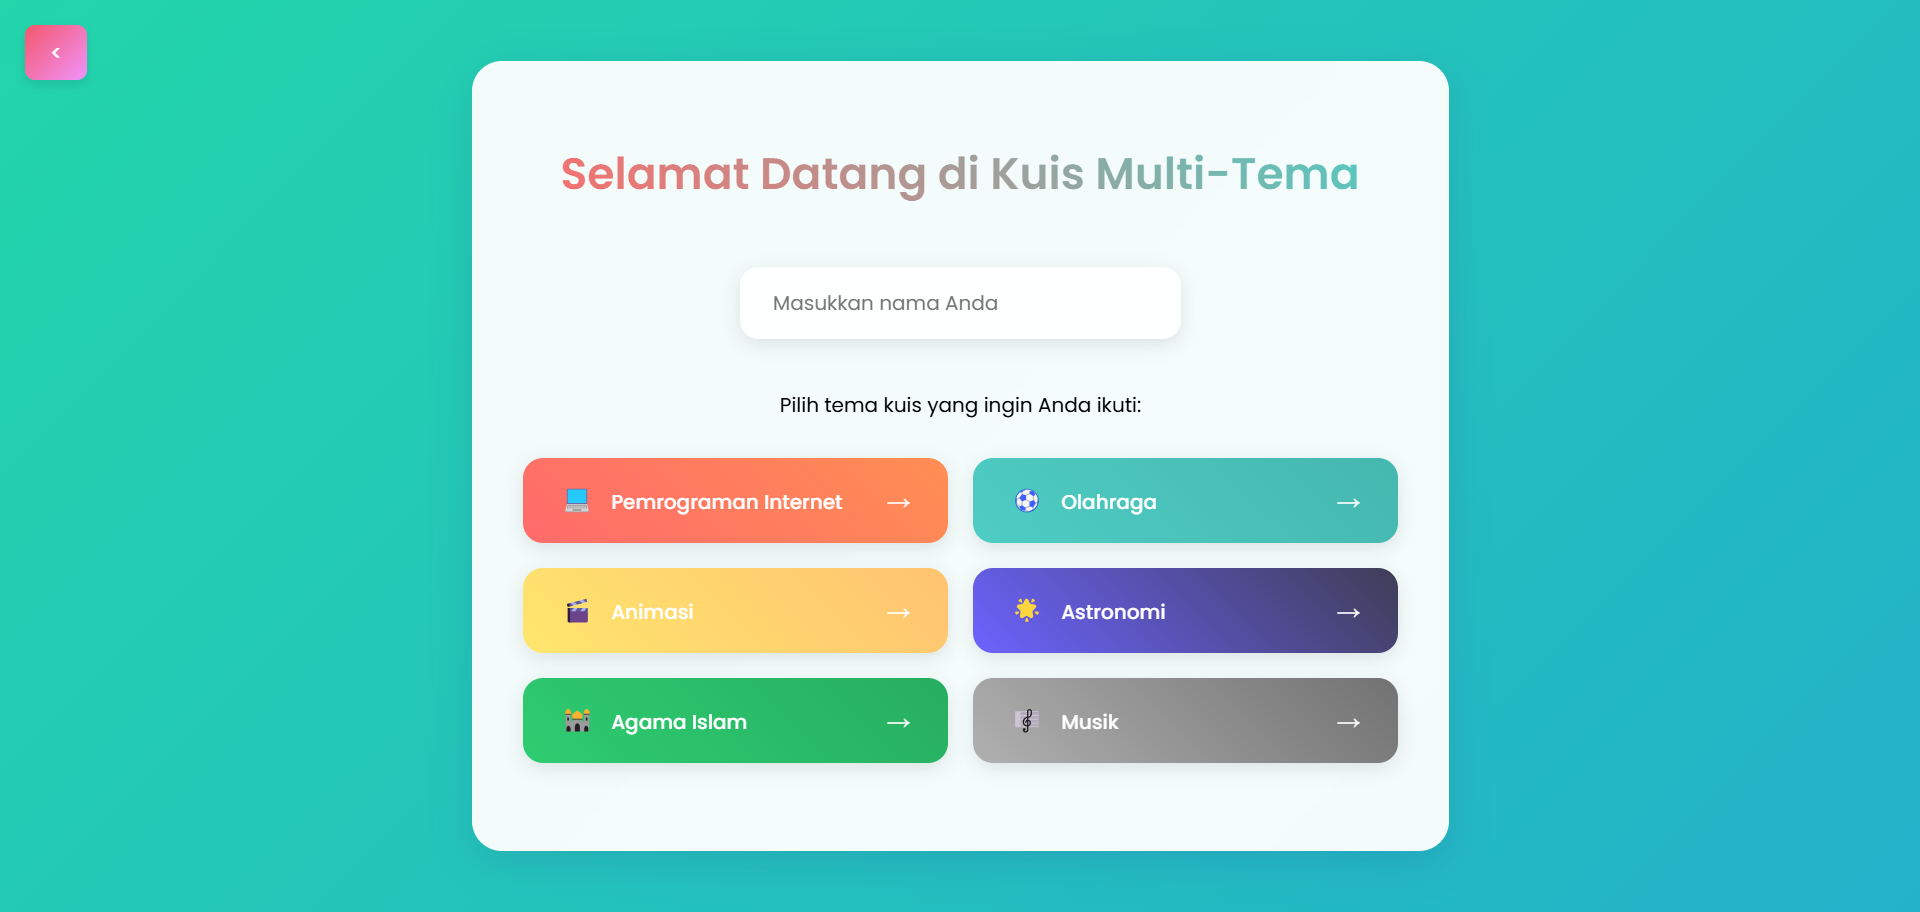 <
Selamat Datang di Kuis Multi-Tema
Masukkan nama Anda
Pilih tema kuis yang ingin Anda ikuti:
Pemrograman Internet →
Olahraga →
Animasi →
Astronomi →
Agama Islam →
Musik →